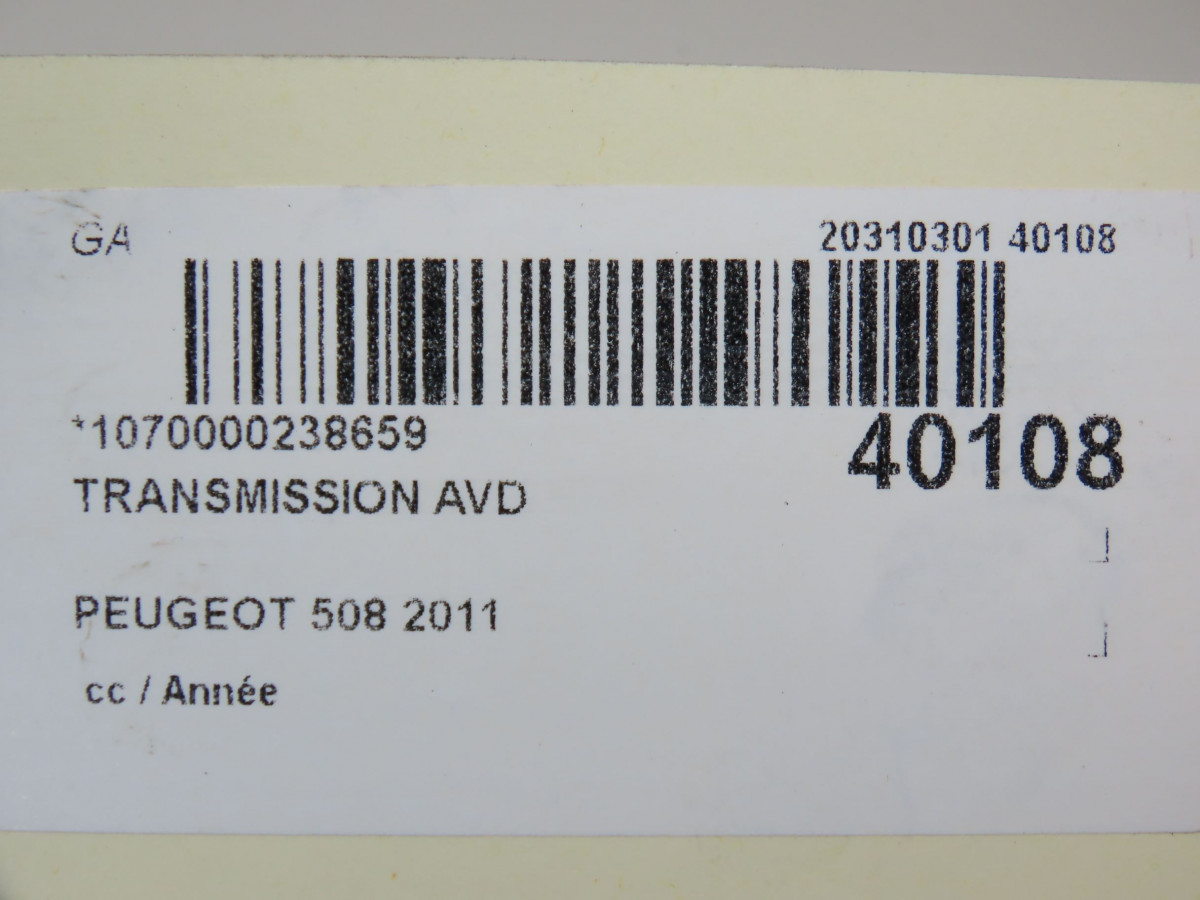 GA
20310301 40108
*1070000238659
40108
TRANSMISSION AVD
PEUGEOT 508 2011
cc / Année